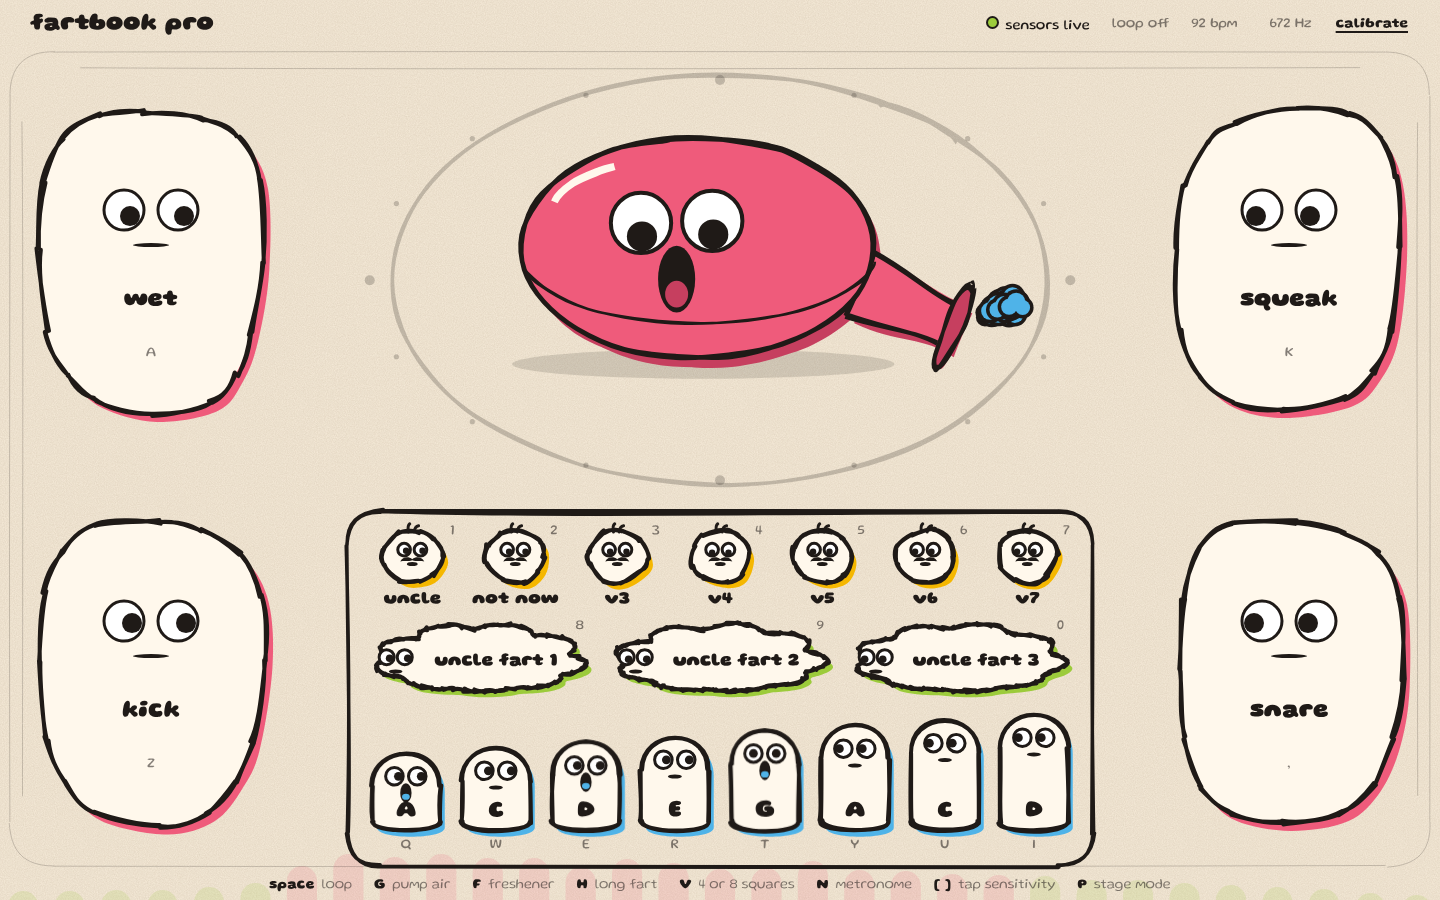 fartbook pro
sensors live loop off 92 bpm 672 Hz calibrate
wet
A
squeak
K
kick
Z
snare
,
1 2 3 4 5 6 7
uncle not now v3 v4 v5 v6 v7
8 9 0
uncle fart 1 uncle fart 2 uncle fart 3
A C D E G A C D
Q W E R T Y U I
space loop G pump air F freshener H long fart V 4 or 8 squares N metronome [ ] tap sensitivity P stage mode